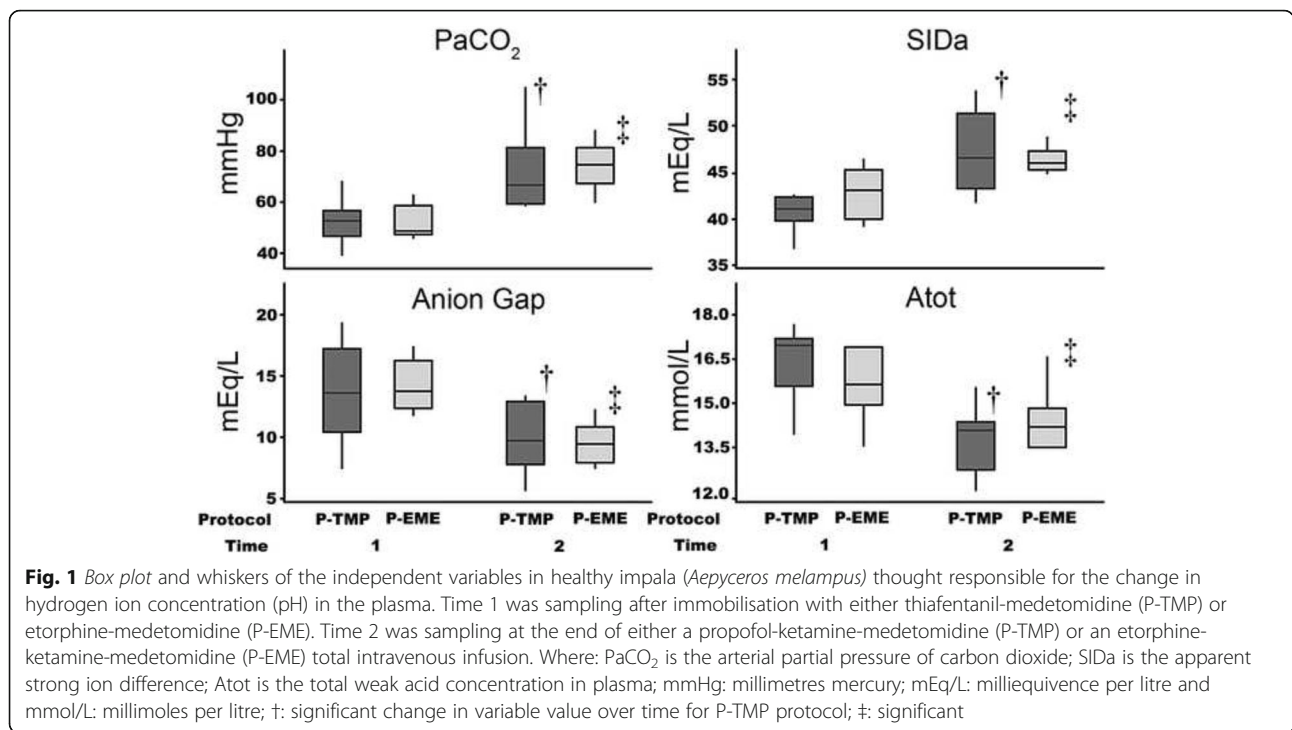 PaCO₂
SIDa
mmHg
100
80
60
40
†
‡
mEq/L
55
50
45
40
35
†
‡
Anion Gap
Atot
mEq/L
20
15
10
5
†
‡
mmol/L
18.0
16.5
15.0
13.5
12.0
†
‡
Protocol P-TMP P-EME P-TMP P-EME Protocol P-TMP P-EME P-TMP P-EME
Time 1 2 Time 1 2
Fig. 1 Box plot and whiskers of the independent variables in healthy impala (Aepyceros melampus) thought responsible for the change in
hydrogen ion concentration (pH) in the plasma. Time 1 was sampling after immobilisation with either thiafentanil-medetomidine (P-TMP) or
etorphine-medetomidine (P-EME). Time 2 was sampling at the end of either a propofol-ketamine-medetomidine (P-TMP) or an etorphine-
ketamine-medetomidine (P-EME) total intravenous infusion. Where: PaCO₂ is the arterial partial pressure of carbon dioxide; SIDa is the apparent
strong ion difference; Atot is the total weak acid concentration in plasma; mmHg: millimetres mercury; mEq/L: milliequivence per litre and
mmol/L: millimoles per litre; †: significant change in variable value over time for P-TMP protocol; ‡: significant